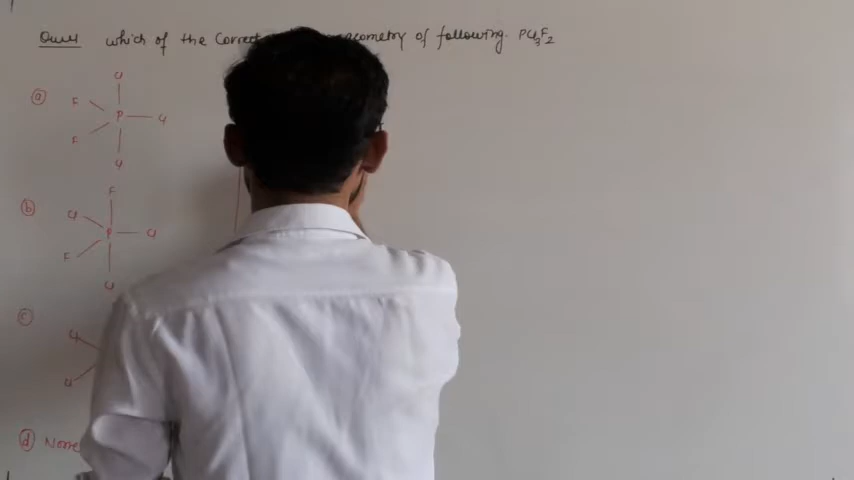 Ques which of the Correct geometry of following. PCl3F2
(a)
Cl
F
P Cl
F
Cl
(b)
F
Cl
P Cl
F
Cl
(c)
Cl
Cl
(d) None